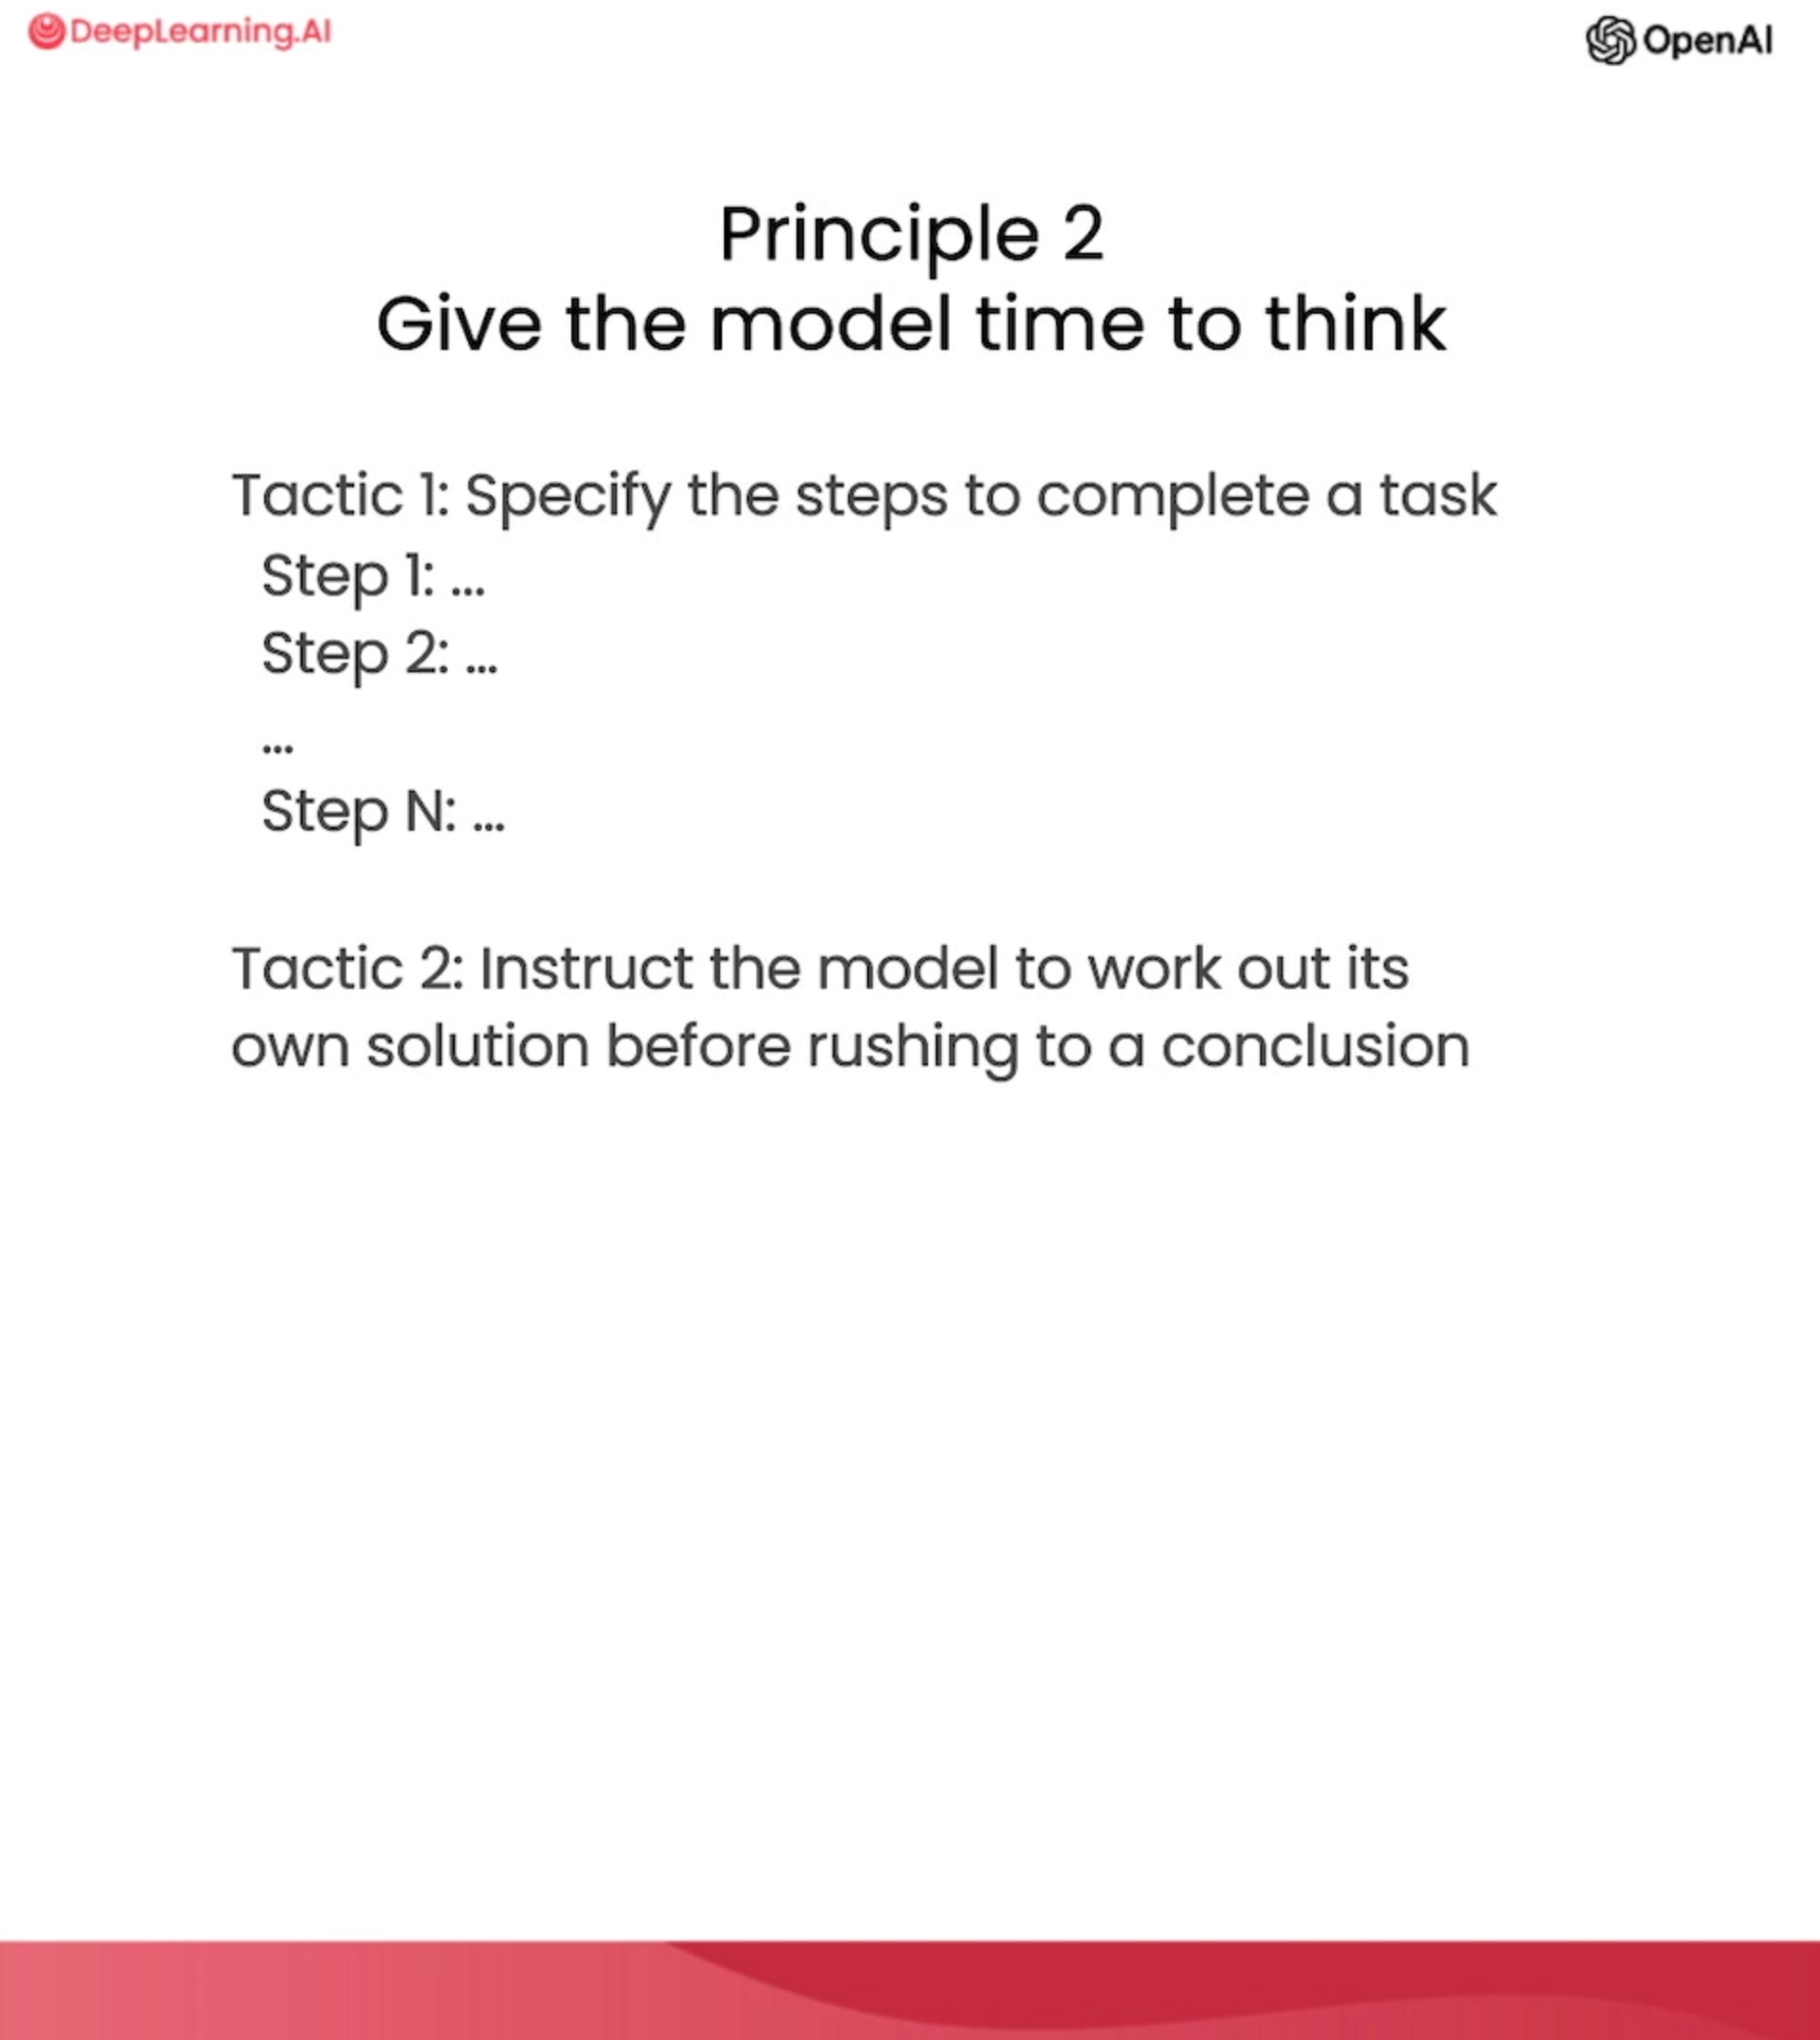 DeepLearning.AI
OpenAI
Principle 2
Give the model time to think
Tactic 1: Specify the steps to complete a task
Step 1: ...
Step 2: ...
...
Step N: ...
Tactic 2: Instruct the model to work out its
own solution before rushing to a conclusion